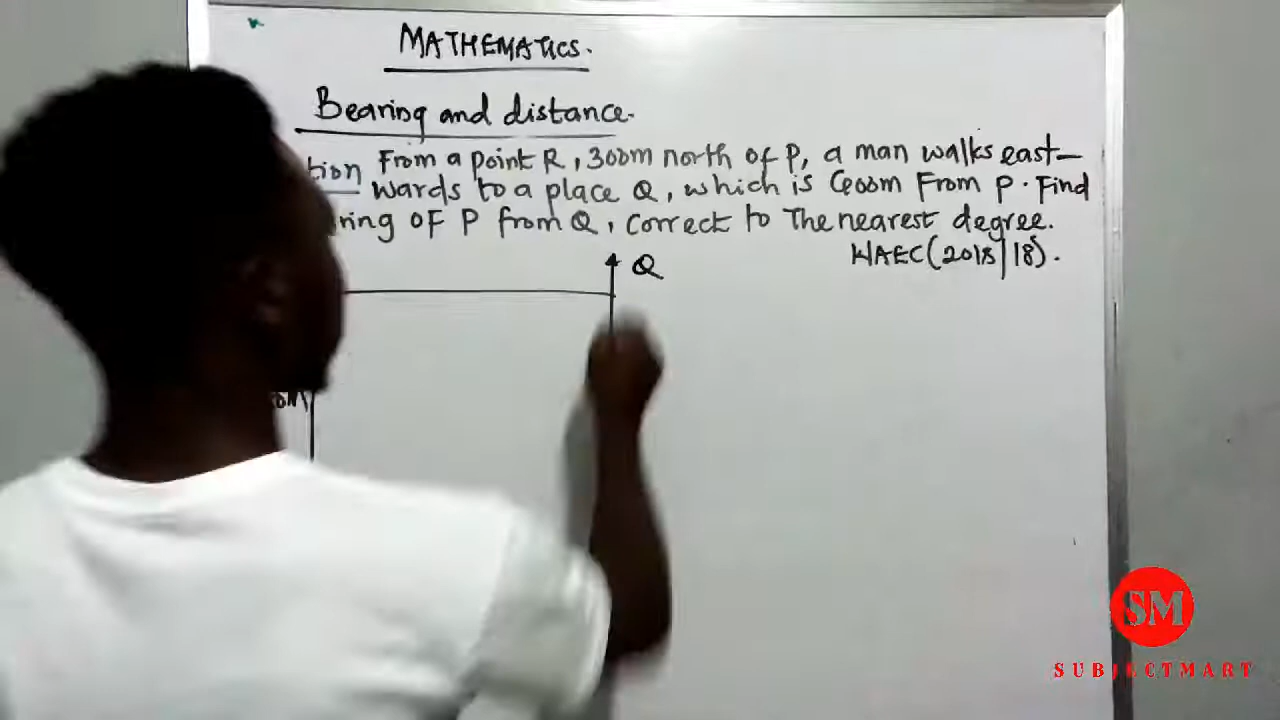 MATHEMATICS.
Bearing and distance.
tion From a point R, 300m north of P, a man walks east-
wards to a place Q, which is 600m From P. Find
ring OF P from Q, correct to The nearest degree.
WAEC (2018/18).
Q
SM
SUBJECTMART